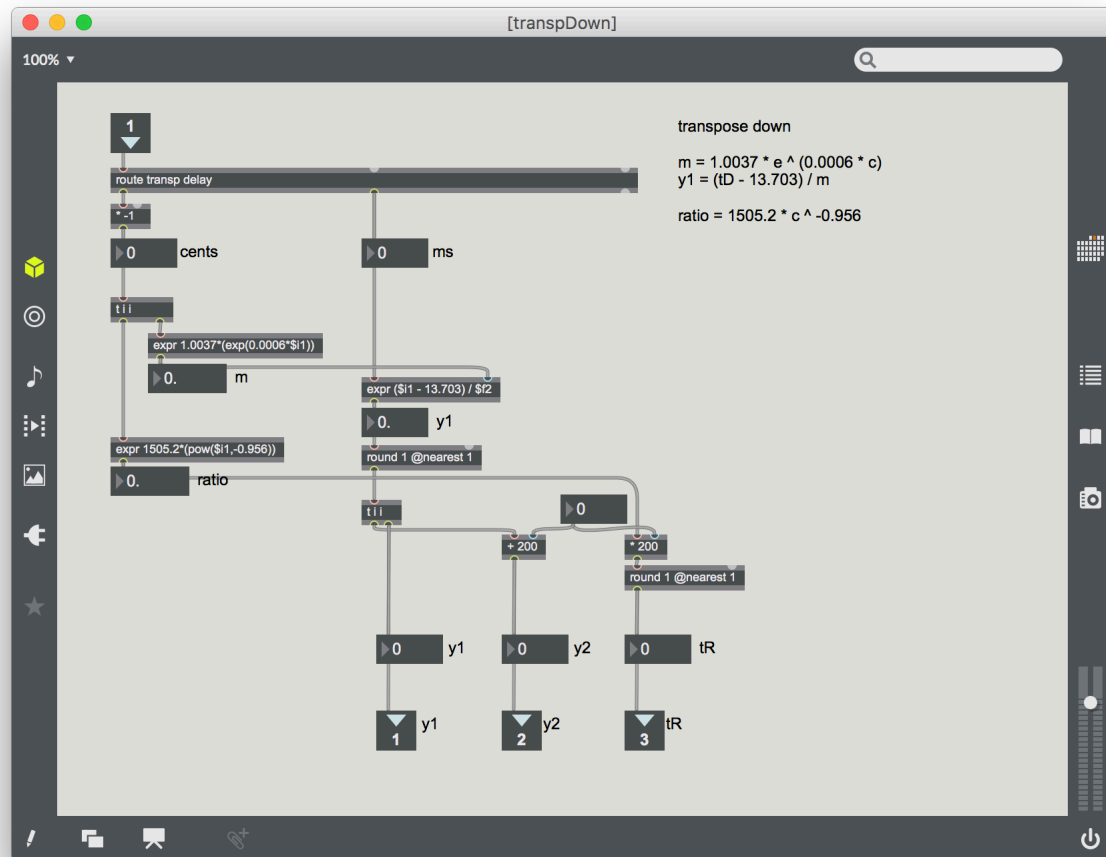 [transpDown]
100%
1
transpose down
m = 1.0037 * e ^ (0.0006 * c)
y1 = (tD - 13.703) / m
ratio = 1505.2 * c ^ -0.956
route transp delay
* -1
0 cents
0 ms
t i i
expr 1.0037*(exp(0.0006*$i1))
0. m
expr ($i1 - 13.703) / $f2
0. y1
expr 1505.2*(pow($i1,-0.956))
round 1 @nearest 1
0. ratio
t i i
0
+ 200
* 200
round 1 @nearest 1
0 y1
0 y2
0 tR
1 y1
2 y2
3 tR